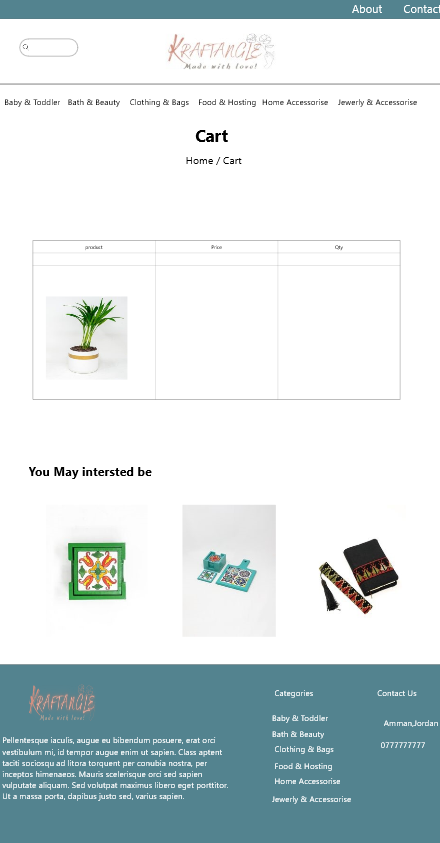 About Contact
KRAFTANGLE
Made with love!
Baby & Toddler Bath & Beauty Clothing & Bags Food & Hosting Home Accessorise Jewerly & Accessorise
Cart
Home / Cart
product Price Qty
You May intersted be
KRAFTANGLE
Made with love!
Pellentesque iaculis, augue eu bibendum posuere, erat orci
vestibulum mi, id tempor augue enim ut sapien. Class aptent
taciti sociosqu ad litora torquent per conubia nostra, per
inceptos himenaeos. Mauris scelerisque orci sed sapien
vulputate aliquam. Sed volutpat maximus libero eget porttitor.
Ut a massa porta, dapibus justo sed, varius sapien.
Categories
Baby & Toddler
Bath & Beauty
Clothing & Bags
Food & Hosting
Home Accessorise
Jewerly & Accessorise
Contact Us
Amman,Jordan
0777777777